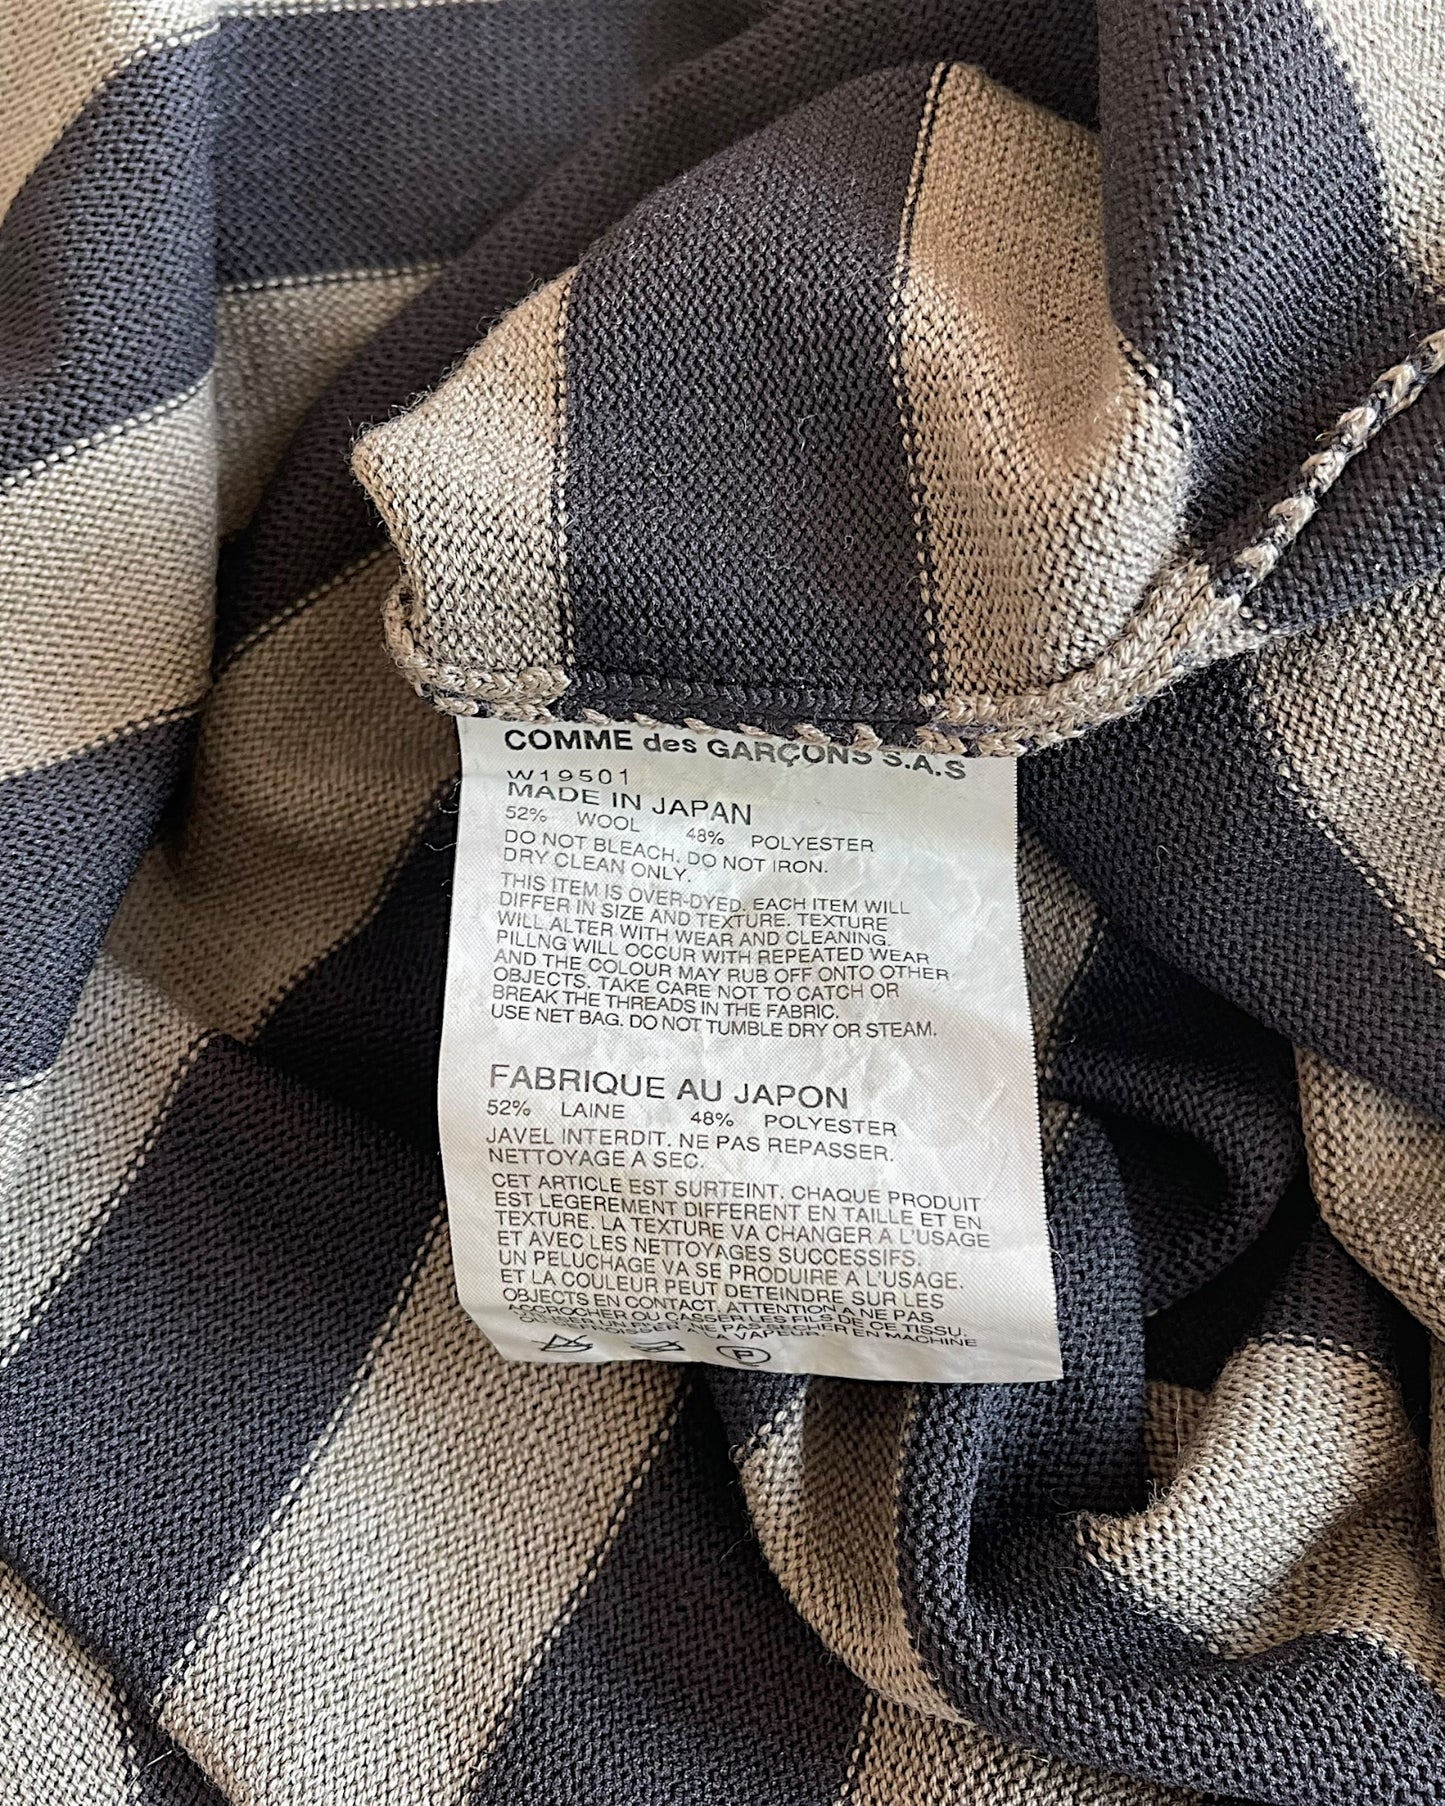 COMME des GARÇONS S.A.S
W19501
MADE IN JAPAN
52% WOOL 48% POLYESTER
DO NOT BLEACH. DO NOT IRON.
DRY CLEAN ONLY.
THIS ITEM IS OVER-DYED. EACH ITEM WILL
DIFFER IN SIZE AND TEXTURE. TEXTURE
WILL ALTER WITH WEAR AND CLEANING.
PILLNG WILL OCCUR WITH REPEATED WEAR
AND THE COLOUR MAY RUB OFF ONTO OTHER
OBJECTS. TAKE CARE NOT TO CATCH OR
BREAK THE THREADS IN THE FABRIC.
USE NET BAG. DO NOT TUMBLE DRY OR STEAM.
FABRIQUE AU JAPON
52% LAINE 48% POLYESTER
JAVEL INTERDIT. NE PAS REPASSER.
NETTOYAGE A SEC.
CET ARTICLE EST SURTEINT. CHAQUE PRODUIT
EST LEGEREMENT DIFFERENT EN TAILLE ET EN
TEXTURE. LA TEXTURE VA CHANGER A L'USAGE
ET AVEC LES NETTOYAGES SUCCESSIFS.
UN PELUCHAGE VA SE PRODUIRE A L'USAGE.
ET LA COULEUR PEUT DETEINDRE SUR LES
OBJECTS EN CONTACT. ATTENTION A NE PAS
ACCROCHER OU CASSER LES FILS DE CE TISSU.
NE PAS SECHER EN MACHINE
A LA VAPEUR.
P